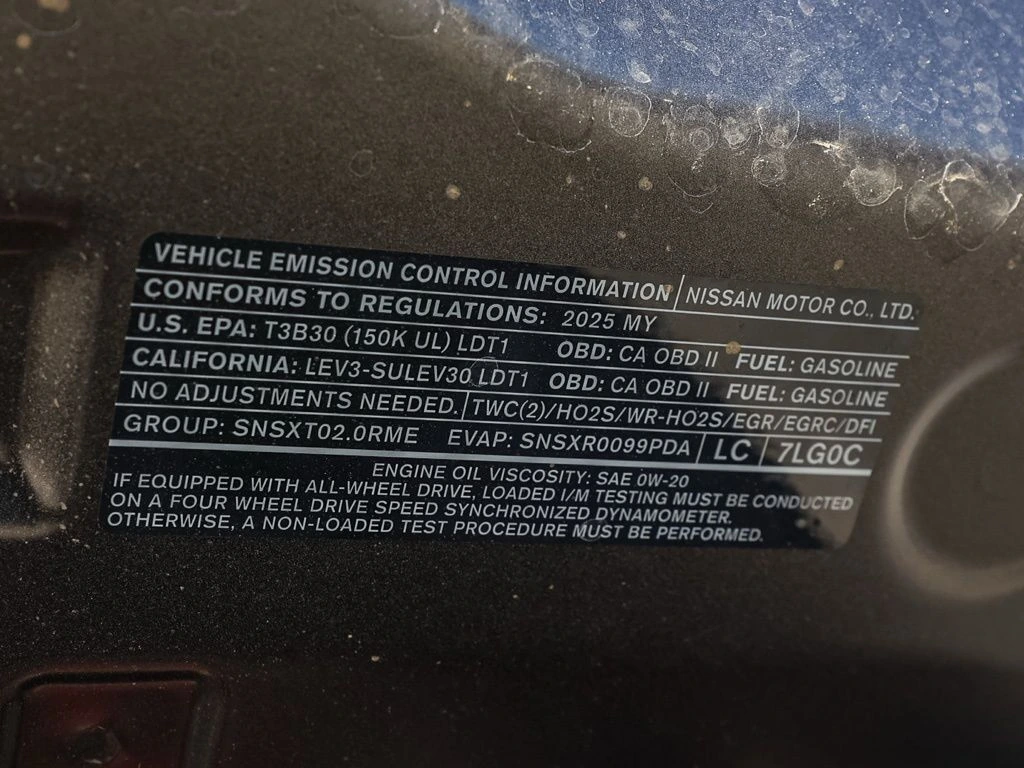 VEHICLE EMISSION CONTROL INFORMATION NISSAN MOTOR CO., LTD.
CONFORMS TO REGULATIONS: 2025 MY
U.S. EPA: T3B30 (150K UL) LDT1 OBD: CA OBD II FUEL: GASOLINE
CALIFORNIA: LEV3-SULEV30 LDT1 OBD: CA OBD II FUEL: GASOLINE
NO ADJUSTMENTS NEEDED. TWC(2)/HO2S/WR-HO2S/EGR/EGRC/DFI
GROUP: SNSXT02.0RME EVAP: SNSXR0099PDA LC 7LG0C
ENGINE OIL VISCOSITY: SAE 0W-20
IF EQUIPPED WITH ALL-WHEEL DRIVE, LOADED I/M TESTING MUST BE CONDUCTED
ON A FOUR WHEEL DRIVE SPEED SYNCHRONIZED DYNAMOMETER.
OTHERWISE, A NON-LOADED TEST PROCEDURE MUST BE PERFORMED.